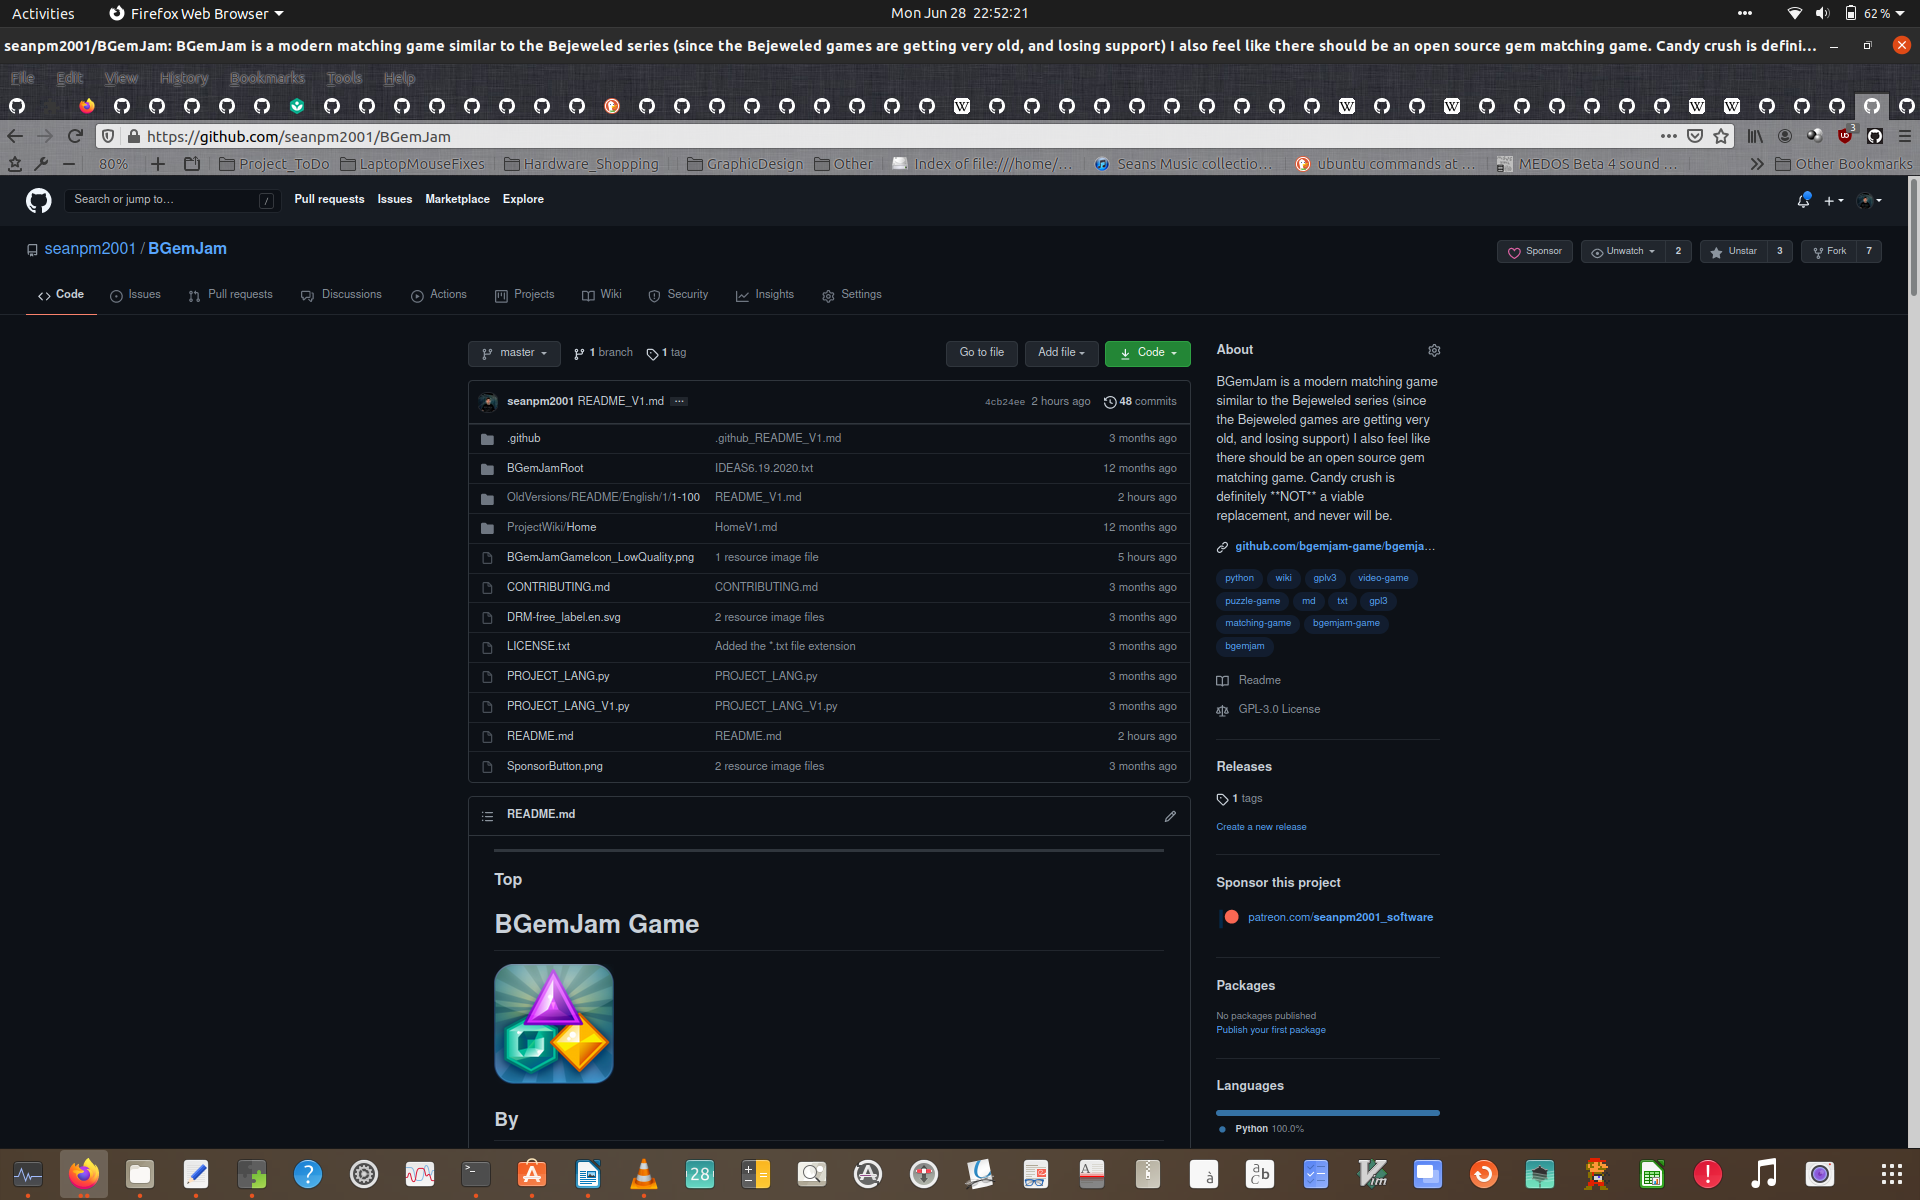 Activities
Firefox Web Browser
Mon Jun 28 22:52:21
62 %
seanpm2001/BGemJam: BGemJam is a modern matching game similar to the Bejeweled series (since the Bejeweled games are getting very old, and losing support) I also feel like there should be an open source gem matching game. Candy crush is defini...
File Edit View History Bookmarks Tools Help
https://github.com/seanpm2001/BGemJam
3
80%
Project_ToDo
LaptopMouseFixes
Hardware_Shopping
GraphicDesign
Other
Index of file:///home/...
Seans Music collectio...
ubuntu commands at ...
MEDOS Beta 4 sound ...
Other Bookmarks
Search or jump to...
/
Pull requests Issues Marketplace Explore
seanpm2001 / BGemJam
Sponsor
Unwatch 2
Unstar 3
Fork 7
Code
Issues
Pull requests
Discussions
Actions
Projects
Wiki
Security
Insights
Settings
master
1 branch
1 tag
Go to file
Add file
Code
seanpm2001 README_V1.md ...
4cb24ee 2 hours ago 48 commits
.github .github_README_V1.md 3 months ago
BGemJamRoot IDEAS6.19.2020.txt 12 months ago
OldVersions/README/English/1/1-100 README_V1.md 2 hours ago
ProjectWiki/Home HomeV1.md 12 months ago
BGemJamGameIcon_LowQuality.png 1 resource image file 5 hours ago
CONTRIBUTING.md CONTRIBUTING.md 3 months ago
DRM-free_label.en.svg 2 resource image files 3 months ago
LICENSE.txt Added the *.txt file extension 3 months ago
PROJECT_LANG.py PROJECT_LANG.py 3 months ago
PROJECT_LANG_V1.py PROJECT_LANG_V1.py 3 months ago
README.md README.md 2 hours ago
SponsorButton.png 2 resource image files 3 months ago
README.md
Top
BGemJam Game
By
About
BGemJam is a modern matching game
similar to the Bejeweled series (since
the Bejeweled games are getting very
old, and losing support) I also feel like
there should be an open source gem
matching game. Candy crush is
definitely **NOT** a viable
replacement, and never will be.
github.com/bgemjam-game/bgemja...
python wiki gplv3 video-game
puzzle-game md txt gpl3
matching-game bgemjam-game
bgemjam
Readme
GPL-3.0 License
Releases
1 tags
Create a new release
Sponsor this project
patreon.com/seanpm2001_software
Packages
No packages published
Publish your first package
Languages
Python 100.0%
28